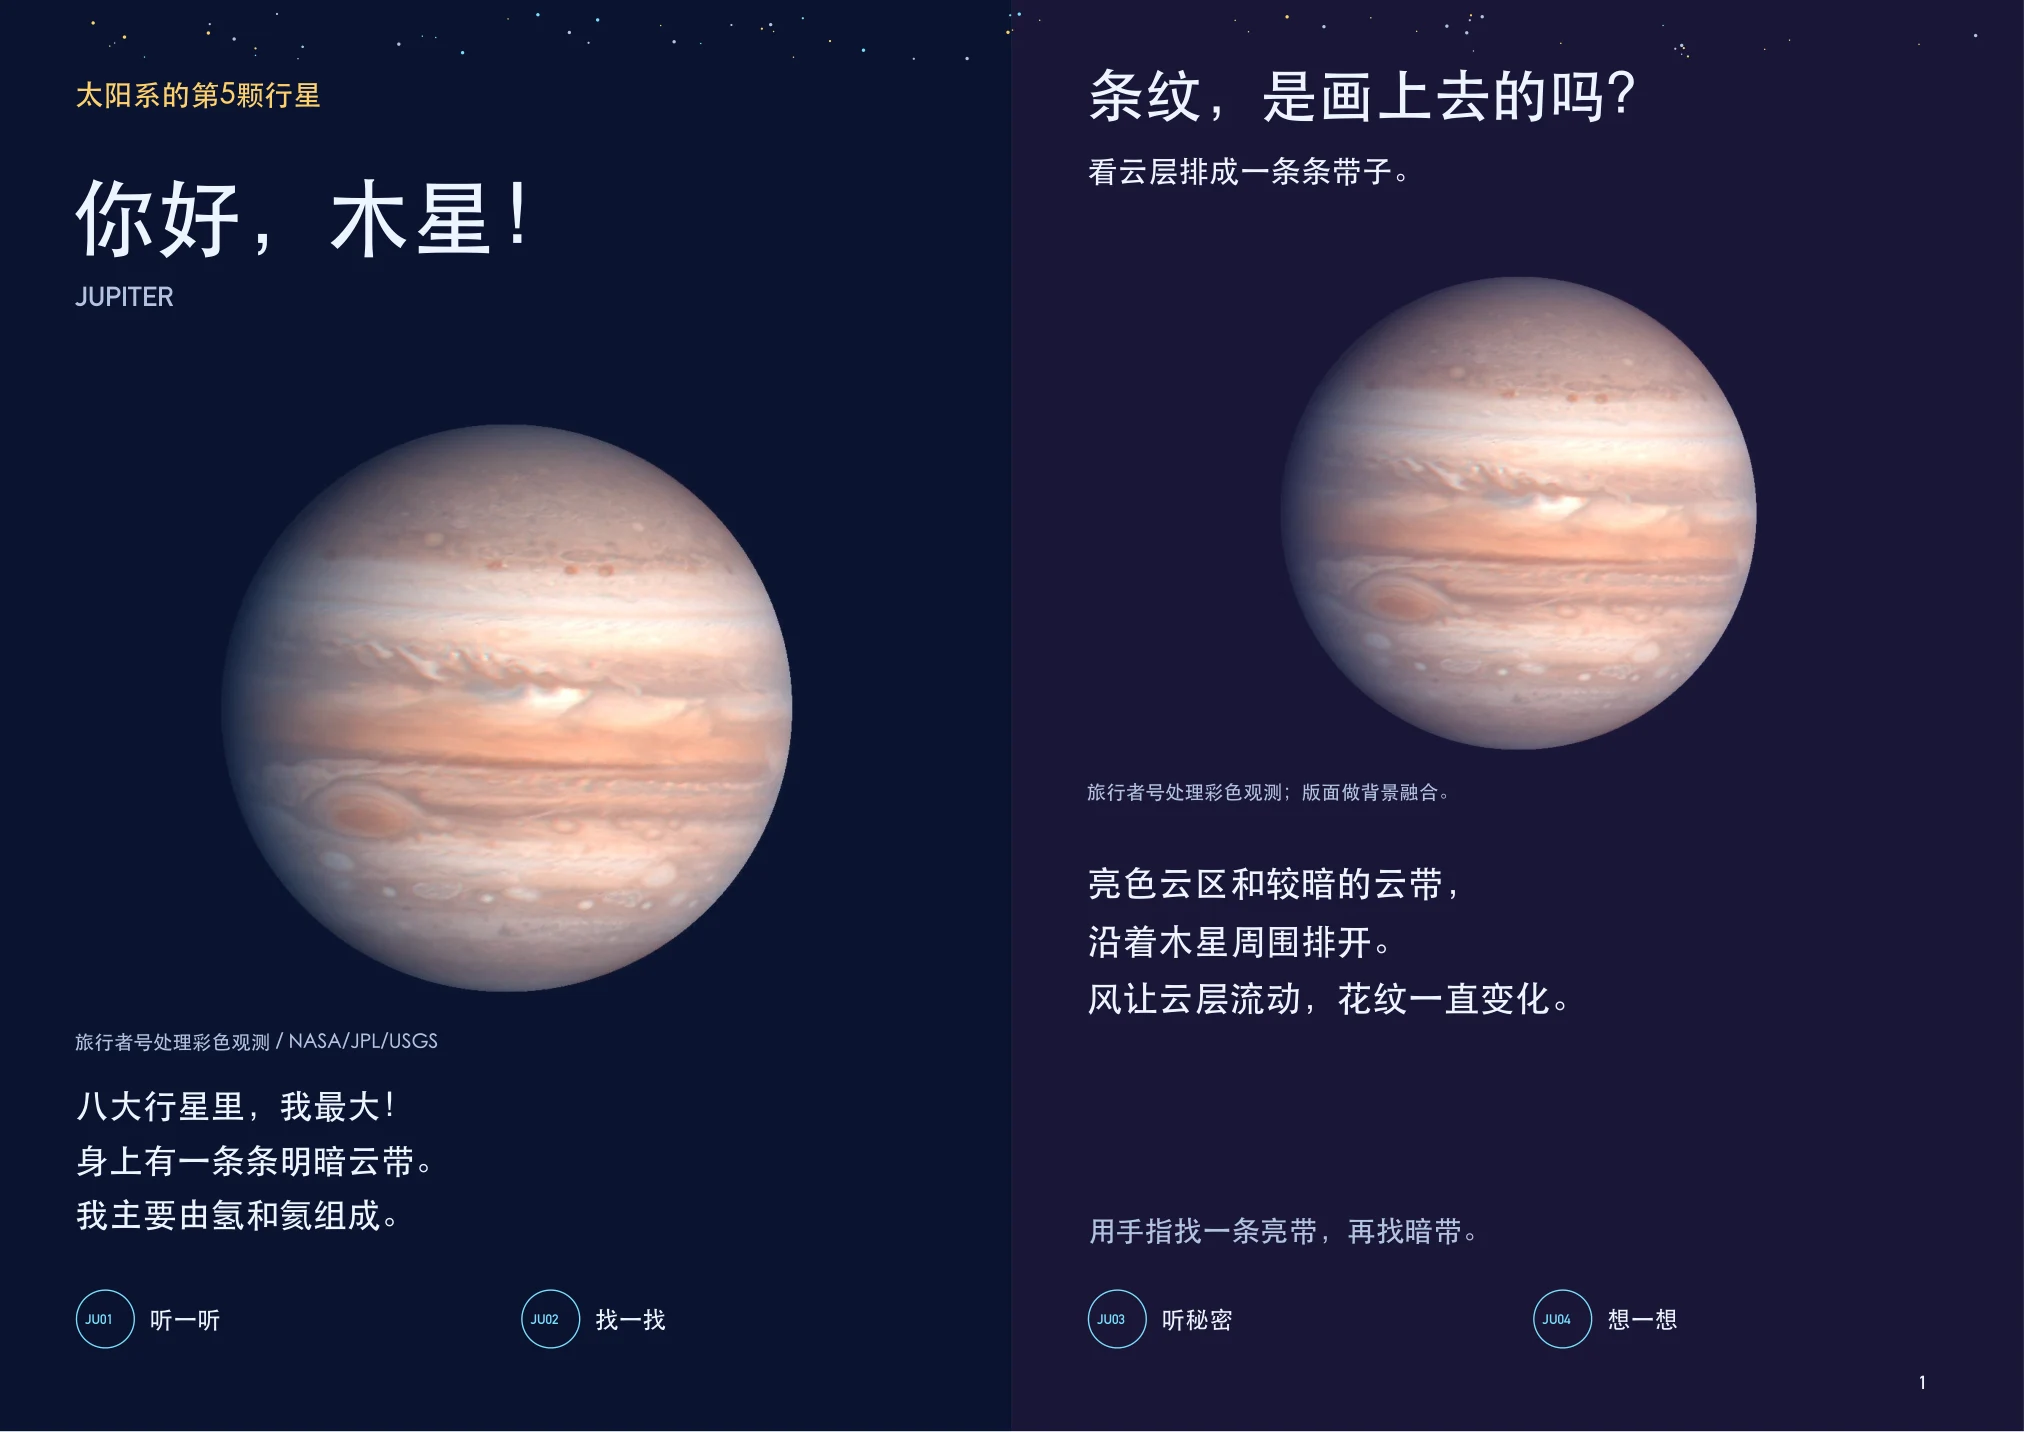 太阳系的第5颗行星
你好，木星！
JUPITER
旅行者号处理彩色观测 / NASA/JPL/USGS
八大行星里，我最大！
身上有一条条明暗云带。
我主要由氢和氦组成。
JU01 听一听
JU02 找一找
条纹，是画上去的吗？
看云层排成一条条带子。
旅行者号处理彩色观测；版面做背景融合。
亮色云区和较暗的云带，
沿着木星周围排开。
风让云层流动，花纹一直变化。
用手指找一条亮带，再找暗带。
JU03 听秘密
JU04 想一想
1